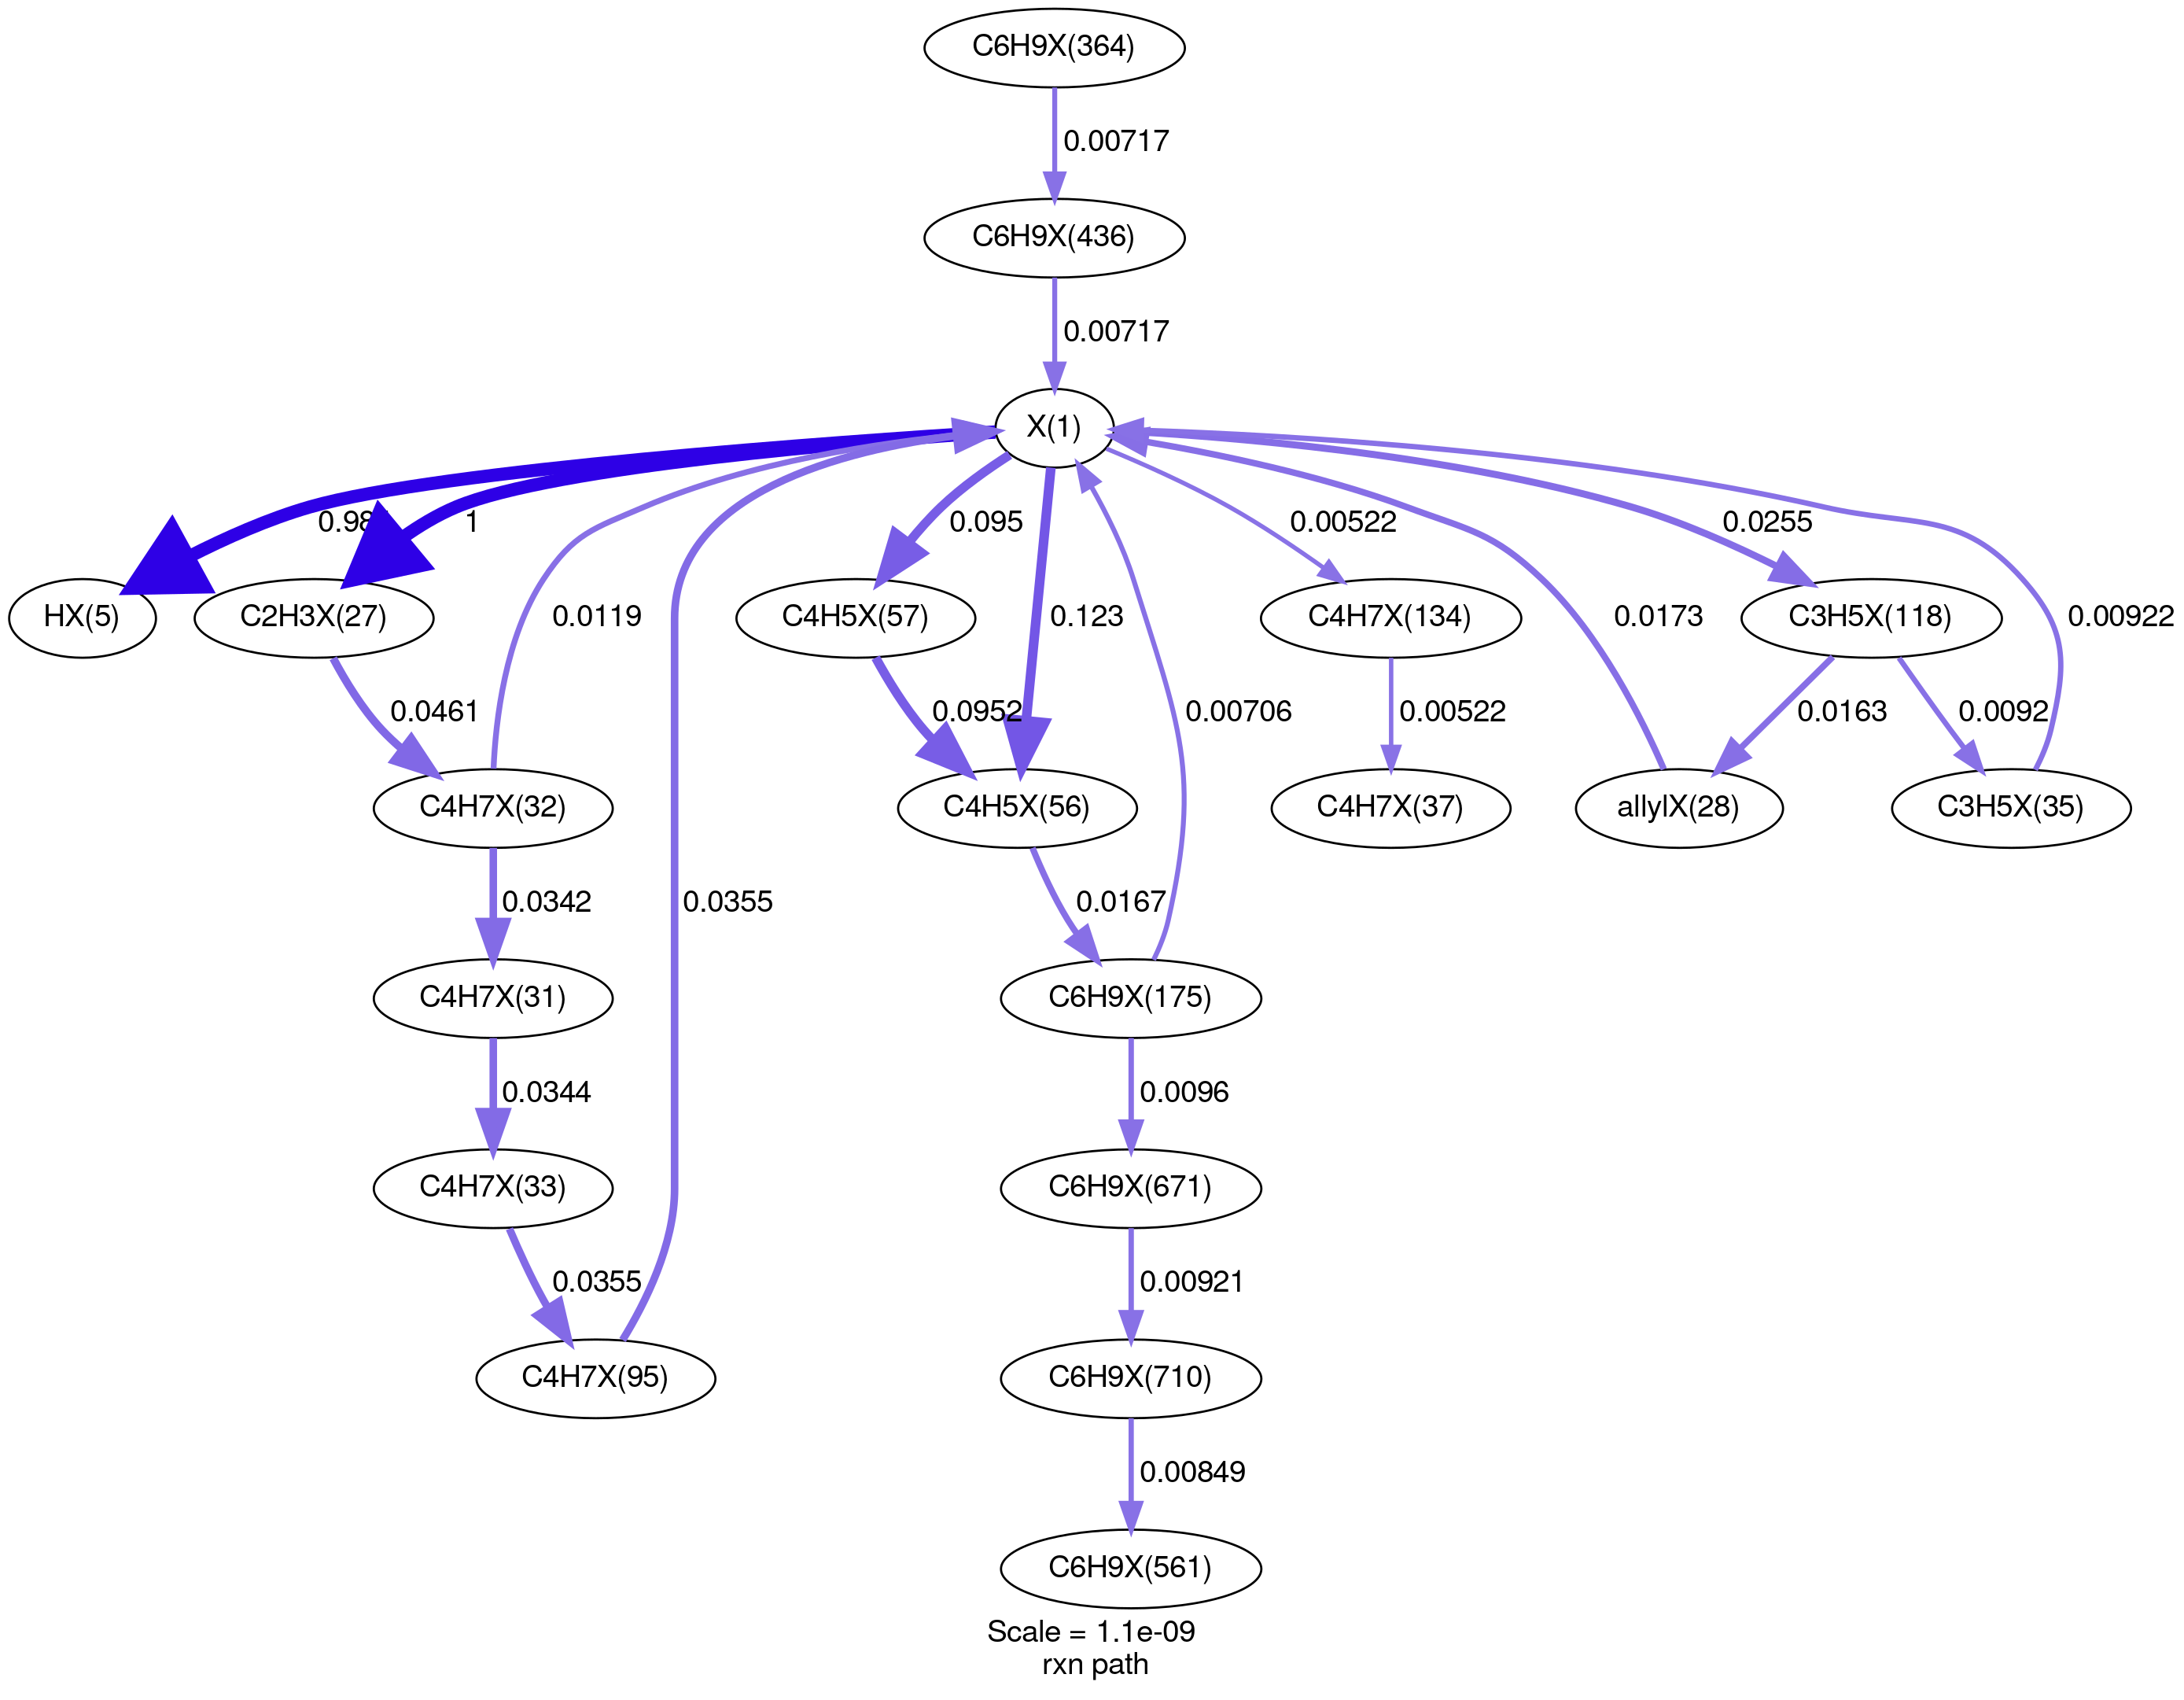 C6H9X(364)
0.00717
C6H9X(436)
0.00717
X(1)
1
0.095
0.00522
0.0255
HX(5)
C2H3X(27)
0.0119
C4H5X(57)
0.123
C4H7X(134)
0.0173
C3H5X(118)
0.00922
0.0461
0.0952
0.00706
0.00522
0.0163
0.0092
C4H7X(32)
C4H5X(56)
C4H7X(37)
allylX(28)
C3H5X(35)
0.0342
0.0355
0.0167
C4H7X(31)
C6H9X(175)
0.0344
0.0096
C4H7X(33)
C6H9X(671)
0.0355
0.00921
C4H7X(95)
C6H9X(710)
0.00849
C6H9X(561)
Scale = 1.1e-09
rxn path